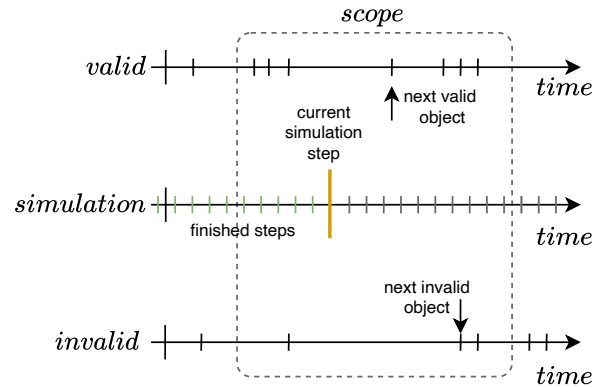 scope
valid
time
next valid
object
current
simulation
step
simulation
finished steps
time
next invalid
object
invalid
time